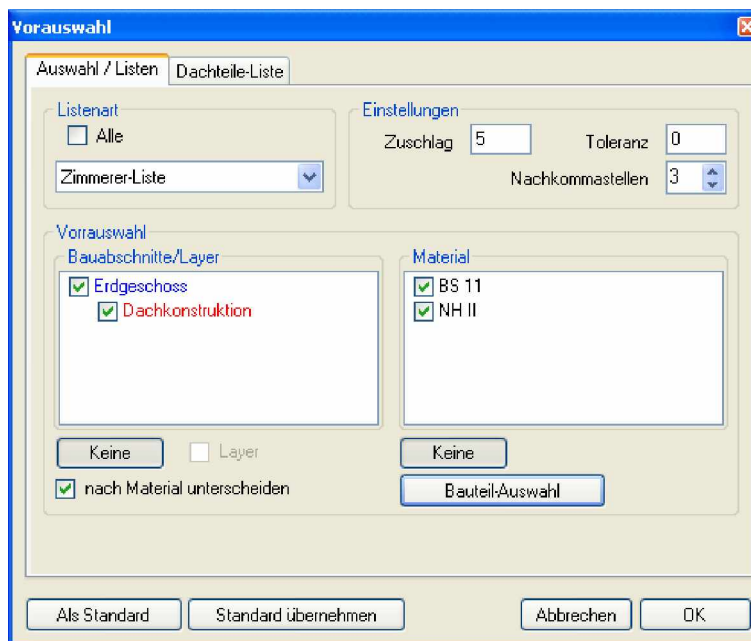 Vorauswahl
Auswahl / Listen
Dachteile-Liste
Listenart
Alle
Zimmerer-Liste
Einstellungen
Zuschlag 5
Toleranz 0
Nachkommastellen 3
Vorrauswahl
Bauabschnitte/Layer
Erdgeschoss
Dachkonstruktion
Keine
Layer
nach Material unterscheiden
Material
BS 11
NH II
Keine
Bauteil-Auswahl
Als Standard
Standard übernehmen
Abbrechen
OK